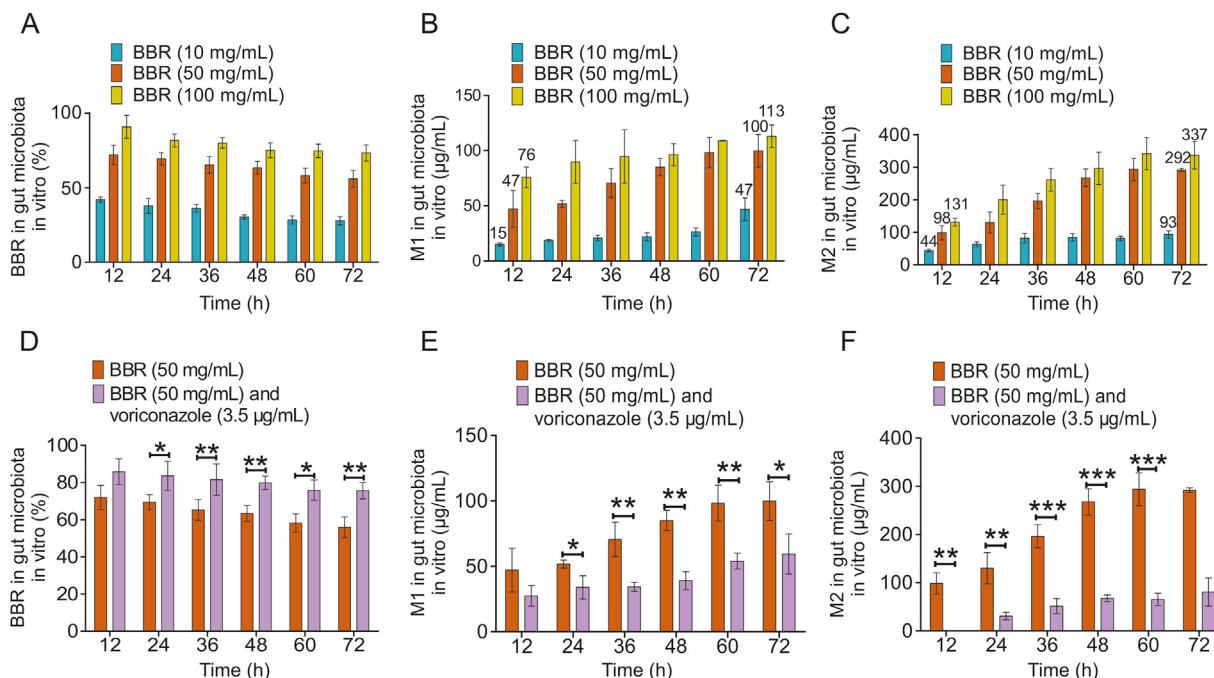 A
BBR (10 mg/mL)
BBR (50 mg/mL)
BBR (100 mg/mL)
BBR in gut microbiota
in vitro (%)
100
50
0
12 24 36 48 60 72
Time (h)
B
BBR (10 mg/mL)
BBR (50 mg/mL)
BBR (100 mg/mL)
M1 in gut microbiota
in vitro (µg/mL)
150
100
50
0
15 47 76 47 100 113
12 24 36 48 60 72
Time (h)
C
BBR (10 mg/mL)
BBR (50 mg/mL)
BBR (100 mg/mL)
M2 in gut microbiota
in vitro (µg/mL)
400
300
200
100
0
44 98 131 93 292 337
12 24 36 48 60 72
Time (h)
D
BBR (50 mg/mL)
BBR (50 mg/mL) and
voriconazole (3.5 µg/mL)
BBR in gut microbiota
in vitro (%)
100
80
60
40
20
0
* ** ** * **
12 24 36 48 60 72
Time (h)
E
BBR (50 mg/mL)
BBR (50 mg/mL) and
voriconazole (3.5 µg/mL)
M1 in gut microbiota
in vitro (µg/mL)
150
100
50
0
* ** ** ** *
12 24 36 48 60 72
Time (h)
F
BBR (50 mg/mL)
BBR (50 mg/mL) and
voriconazole (3.5 µg/mL)
M2 in gut microbiota
in vitro (µg/mL)
400
300
200
100
0
** ** *** *** ***
12 24 36 48 60 72
Time (h)